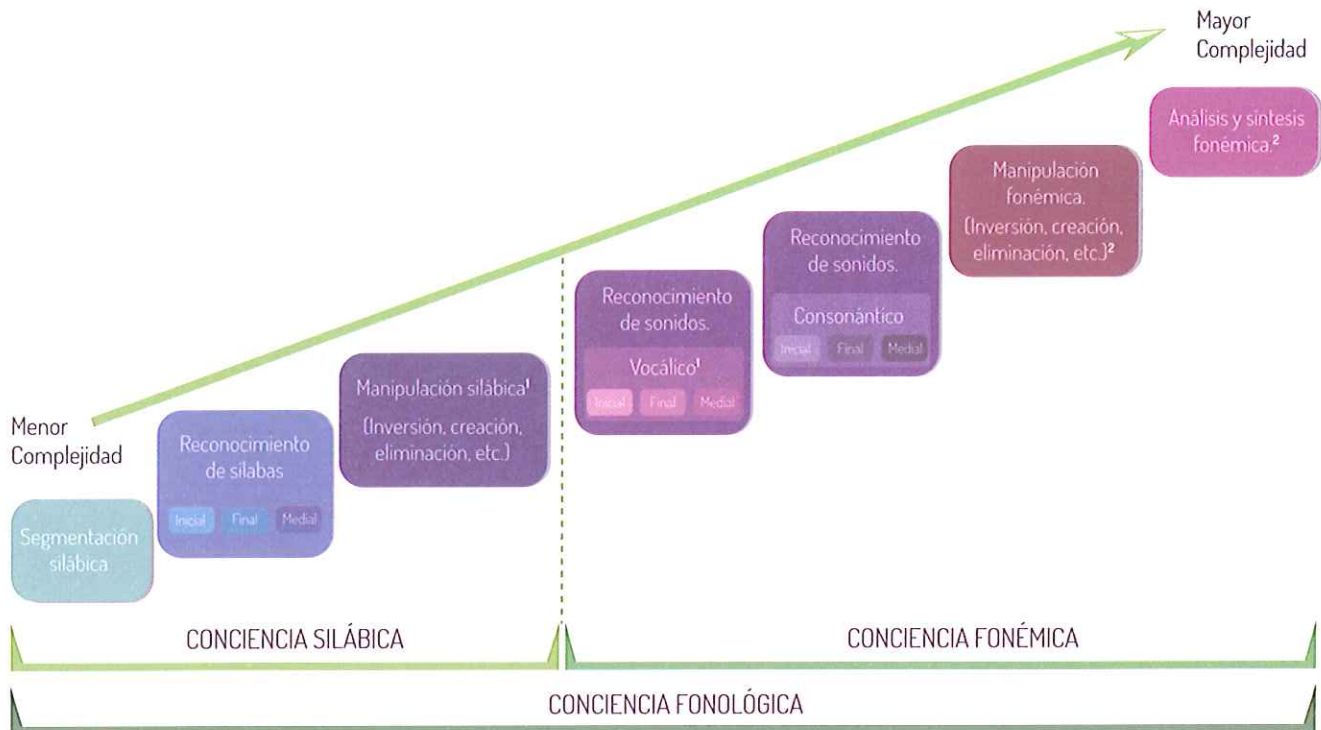 Mayor
Complejidad
Análisis y síntesis
fonémica.²
Manipulación
fonémica.
(Inversión, creación,
eliminación, etc.)²
Reconocimiento
de sonidos.
Consonántico
Inicial Final Medial
Reconocimiento
de sonidos.
Vocálico¹
Inicial Final Medial
Manipulación silábica¹
(Inversión, creación,
eliminación, etc.)
Menor
Complejidad
Reconocimiento
de sílabas
Inicial Final Medial
Segmentación
silábica
CONCIENCIA SILÁBICA
CONCIENCIA FONÉMICA
CONCIENCIA FONOLÓGICA